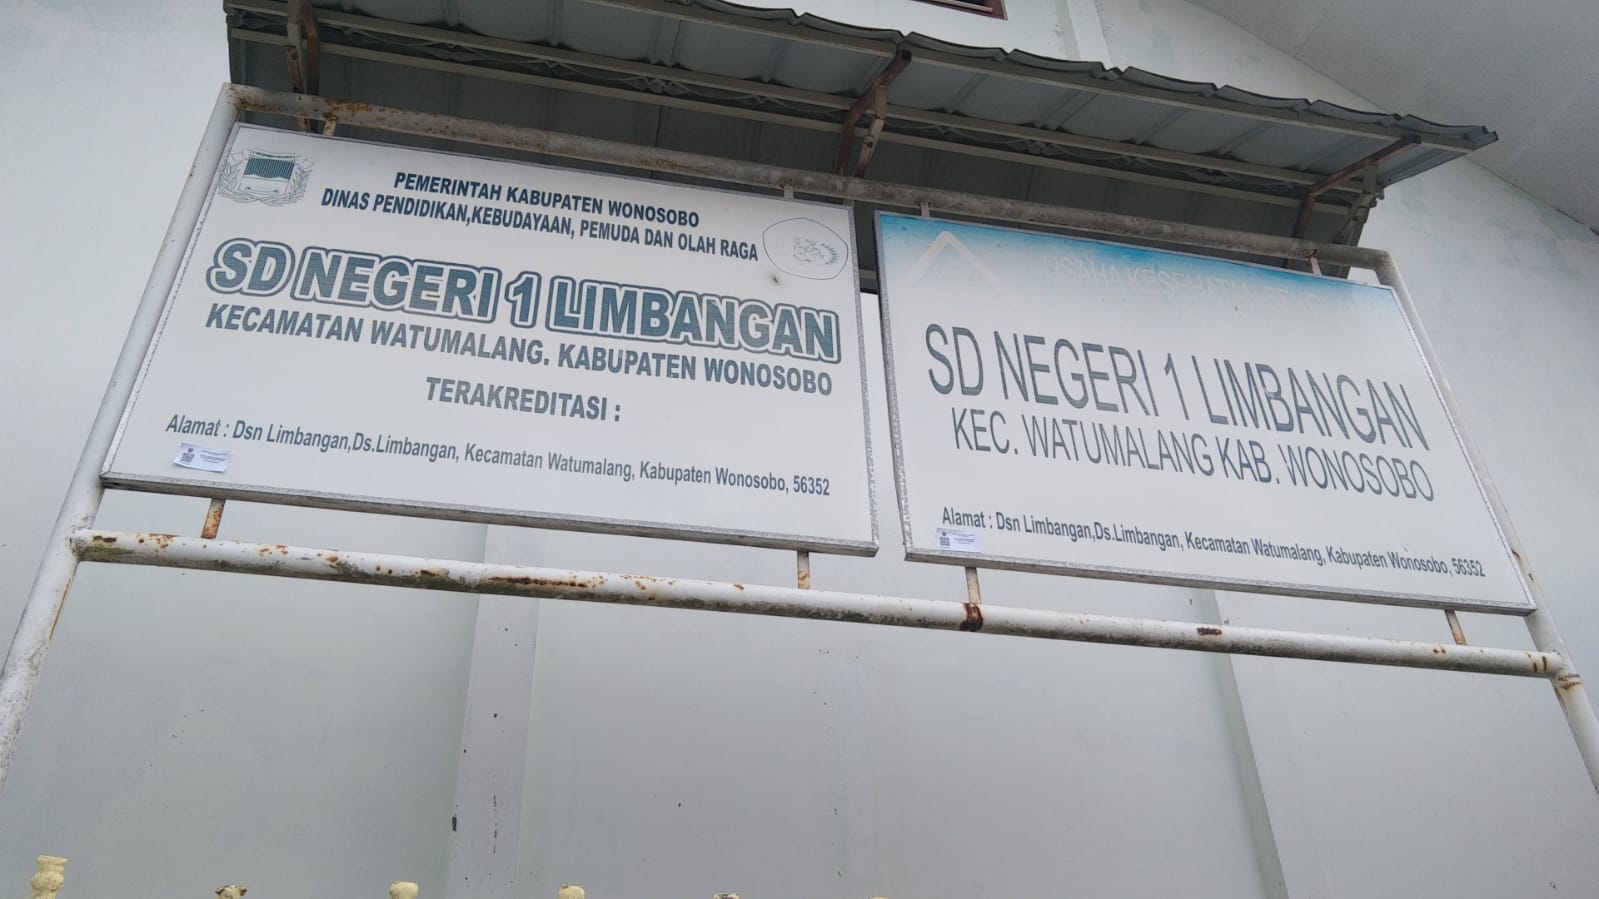 PEMERINTAH KABUPATEN WONOSOBO
DINAS PENDIDIKAN,KEBUDAYAAN, PEMUDA DAN OLAH RAGA
SD NEGERI 1 LIMBANGAN
KECAMATAN WATUMALANG. KABUPATEN WONOSOBO
TERAKREDITASI :
Alamat : Dsn Limbangan,Ds.Limbangan, Kecamatan Watumalang, Kabupaten Wonosobo, 56352
USAHA KESEHATAN
SD NEGERI 1 LIMBANGAN
KEC. WATUMALANG KAB. WONOSOBO
Alamat : Dsn Limbangan,Ds.Limbangan, Kecamatan Watumalang, Kabupaten Wonosobo, 56352